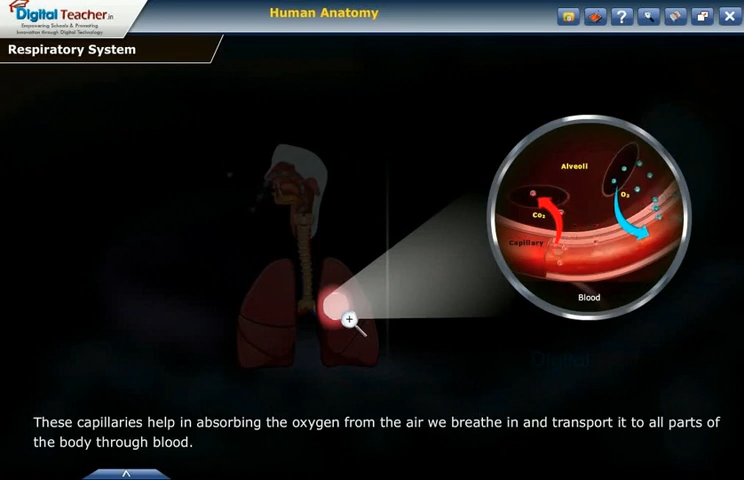 Digital Teacher.in
Empowering Schools & Promoting
Innovation through Digital Technology
Human Anatomy
Respiratory System
Alveoli
O₂
Co₂
Capillary
Blood
Digital
These capillaries help in absorbing the oxygen from the air we breathe in and transport it to all parts of
the body through blood.